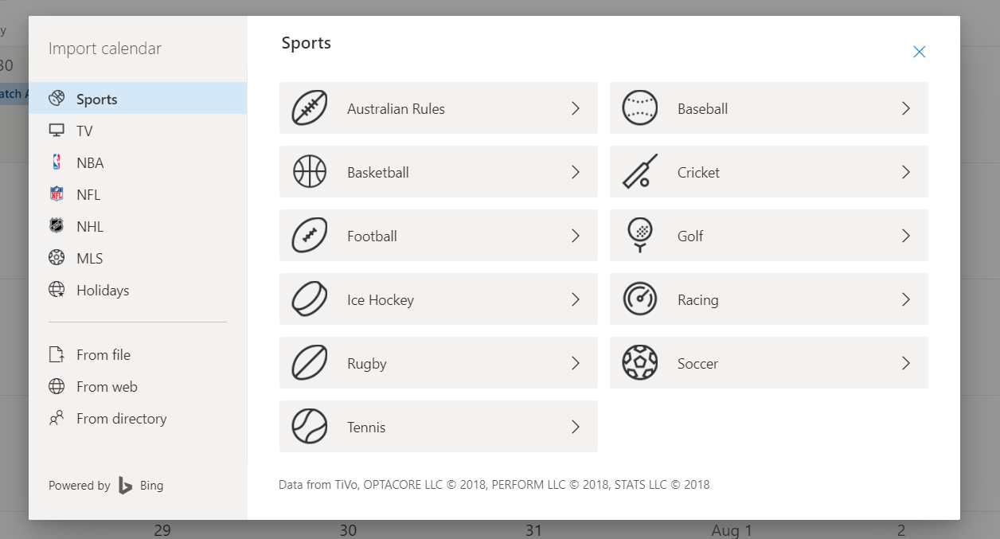 y
30
atch A
Import calendar
Sports
TV
NBA
NFL
NHL
MLS
Holidays
From file
From web
From directory
Powered by Bing
Sports
Australian Rules
Baseball
Basketball
Cricket
Football
Golf
Ice Hockey
Racing
Rugby
Soccer
Tennis
Data from TiVo, OPTACORE LLC © 2018, PERFORM LLC © 2018, STATS LLC © 2018
29 30 31 Aug 1 2